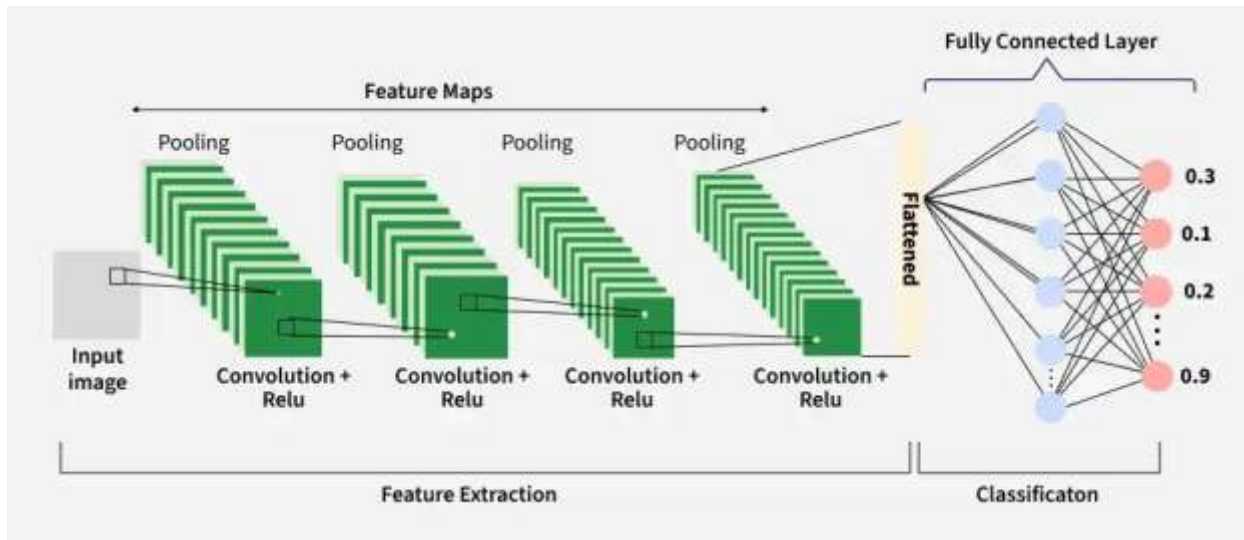 Fully Connected Layer
Feature Maps
Pooling
Pooling
Pooling
Pooling
Flattened
0.3
0.1
0.2
0.9
Input
image
Convolution +
Relu
Convolution +
Relu
Convolution +
Relu
Convolution +
Relu
Feature Extraction
Classificaton